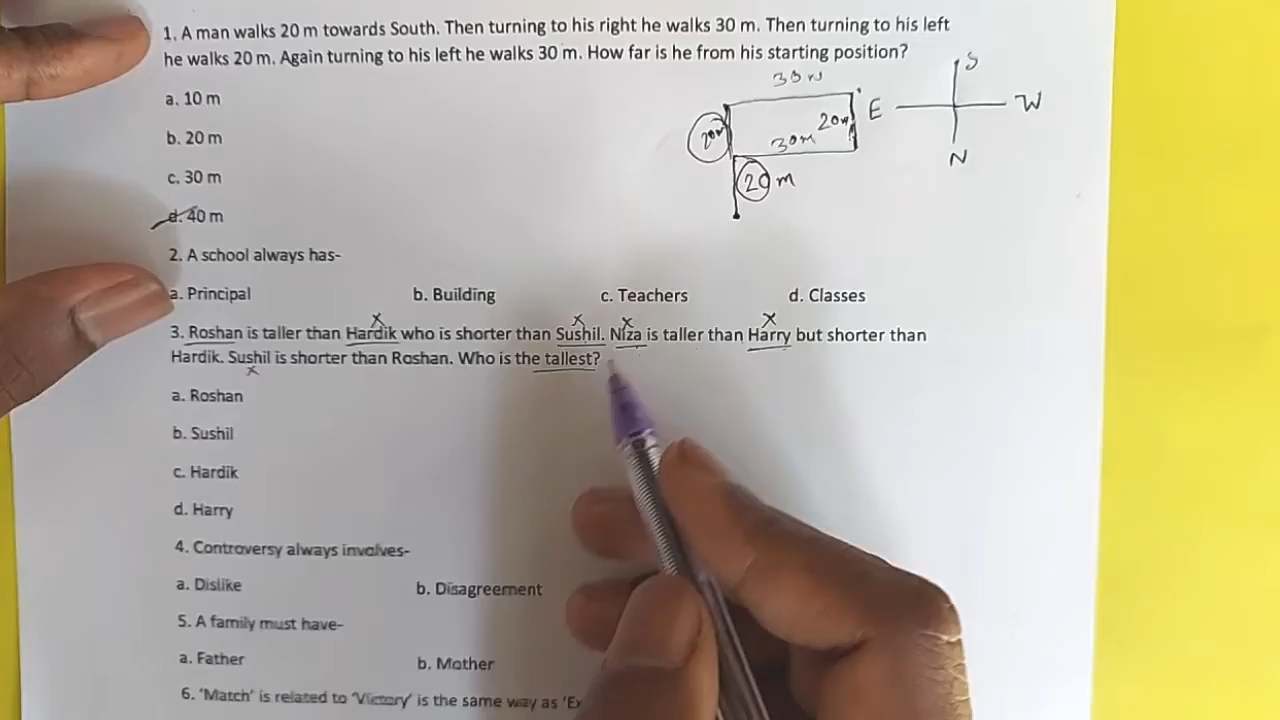 1. A man walks 20 m towards South. Then turning to his right he walks 30 m. Then turning to his left
he walks 20 m. Again turning to his left he walks 30 m. How far is he from his starting position?
S
30
a. 10 m
E
W
20m
20m
b. 20 m
30m
N
c. 30 m
20 m
d. 40 m
2. A school always has-
a. Principal b. Building c. Teachers d. Classes
x x x x
3. Roshan is taller than Hardik who is shorter than Sushil. Niza is taller than Harry but shorter than
Hardik. Sushil is shorter than Roshan. Who is the tallest?
x
a. Roshan
b. Sushil
c. Hardik
d. Harry
4. Controversy always involves-
a. Dislike b. Disagreement
5. A family must have-
a. Father b. Mother
6. ‘Match’ is related to ‘Victory’ is the same way as